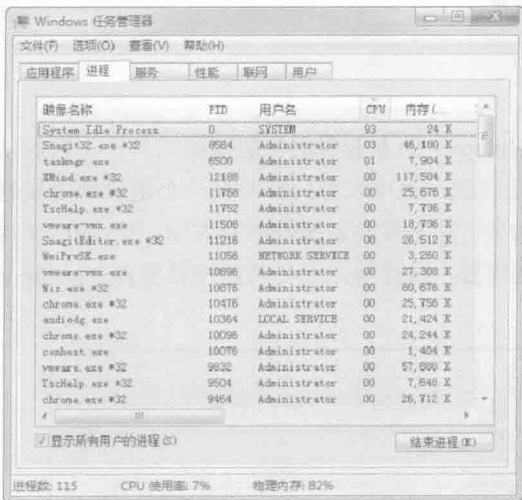 Windows 任务管理器
文件(F) 选项(O) 查看(V) 帮助(H)
应用程序 进程 服务 性能 联网 用户
映像名称 PID 用户名 CPU 内存(...
System Idle Process 0 SYSTEM 93 24 K
Snagit32.exe *32 8564 Administrator 03 46,180 K
taskmgr.exe 6500 Administrator 01 7,904 K
XMind.exe *32 12188 Administrator 00 117,504 K
chrome.exe *32 11768 Administrator 00 25,676 K
TscHelp.exe *32 11752 Administrator 00 7,736 K
vmware-vmx.exe 11508 Administrator 00 18,736 K
SnagitEditor.exe *32 11216 Administrator 00 26,512 K
WmiPrvSE.exe 11056 NETWORK SERVICE 00 3,260 K
vmware-vmx.exe 10896 Administrator 00 27,308 K
Wiz.exe *32 10876 Administrator 00 80,676 K
chrome.exe *32 10476 Administrator 00 25,756 K
audiodg.exe 10364 LOCAL SERVICE 00 21,424 K
chrome.exe *32 10096 Administrator 00 24,244 K
conhost.exe 10076 Administrator 00 1,404 K
vmware.exe *32 9832 Administrator 00 57,888 K
TscHelp.exe *32 9504 Administrator 00 7,648 K
chrome.exe *32 9464 Administrator 00 26,712 K
显示所有用户的进程(S) 结束进程(E)
进程数: 115 CPU 使用率: 7% 物理内存: 82%